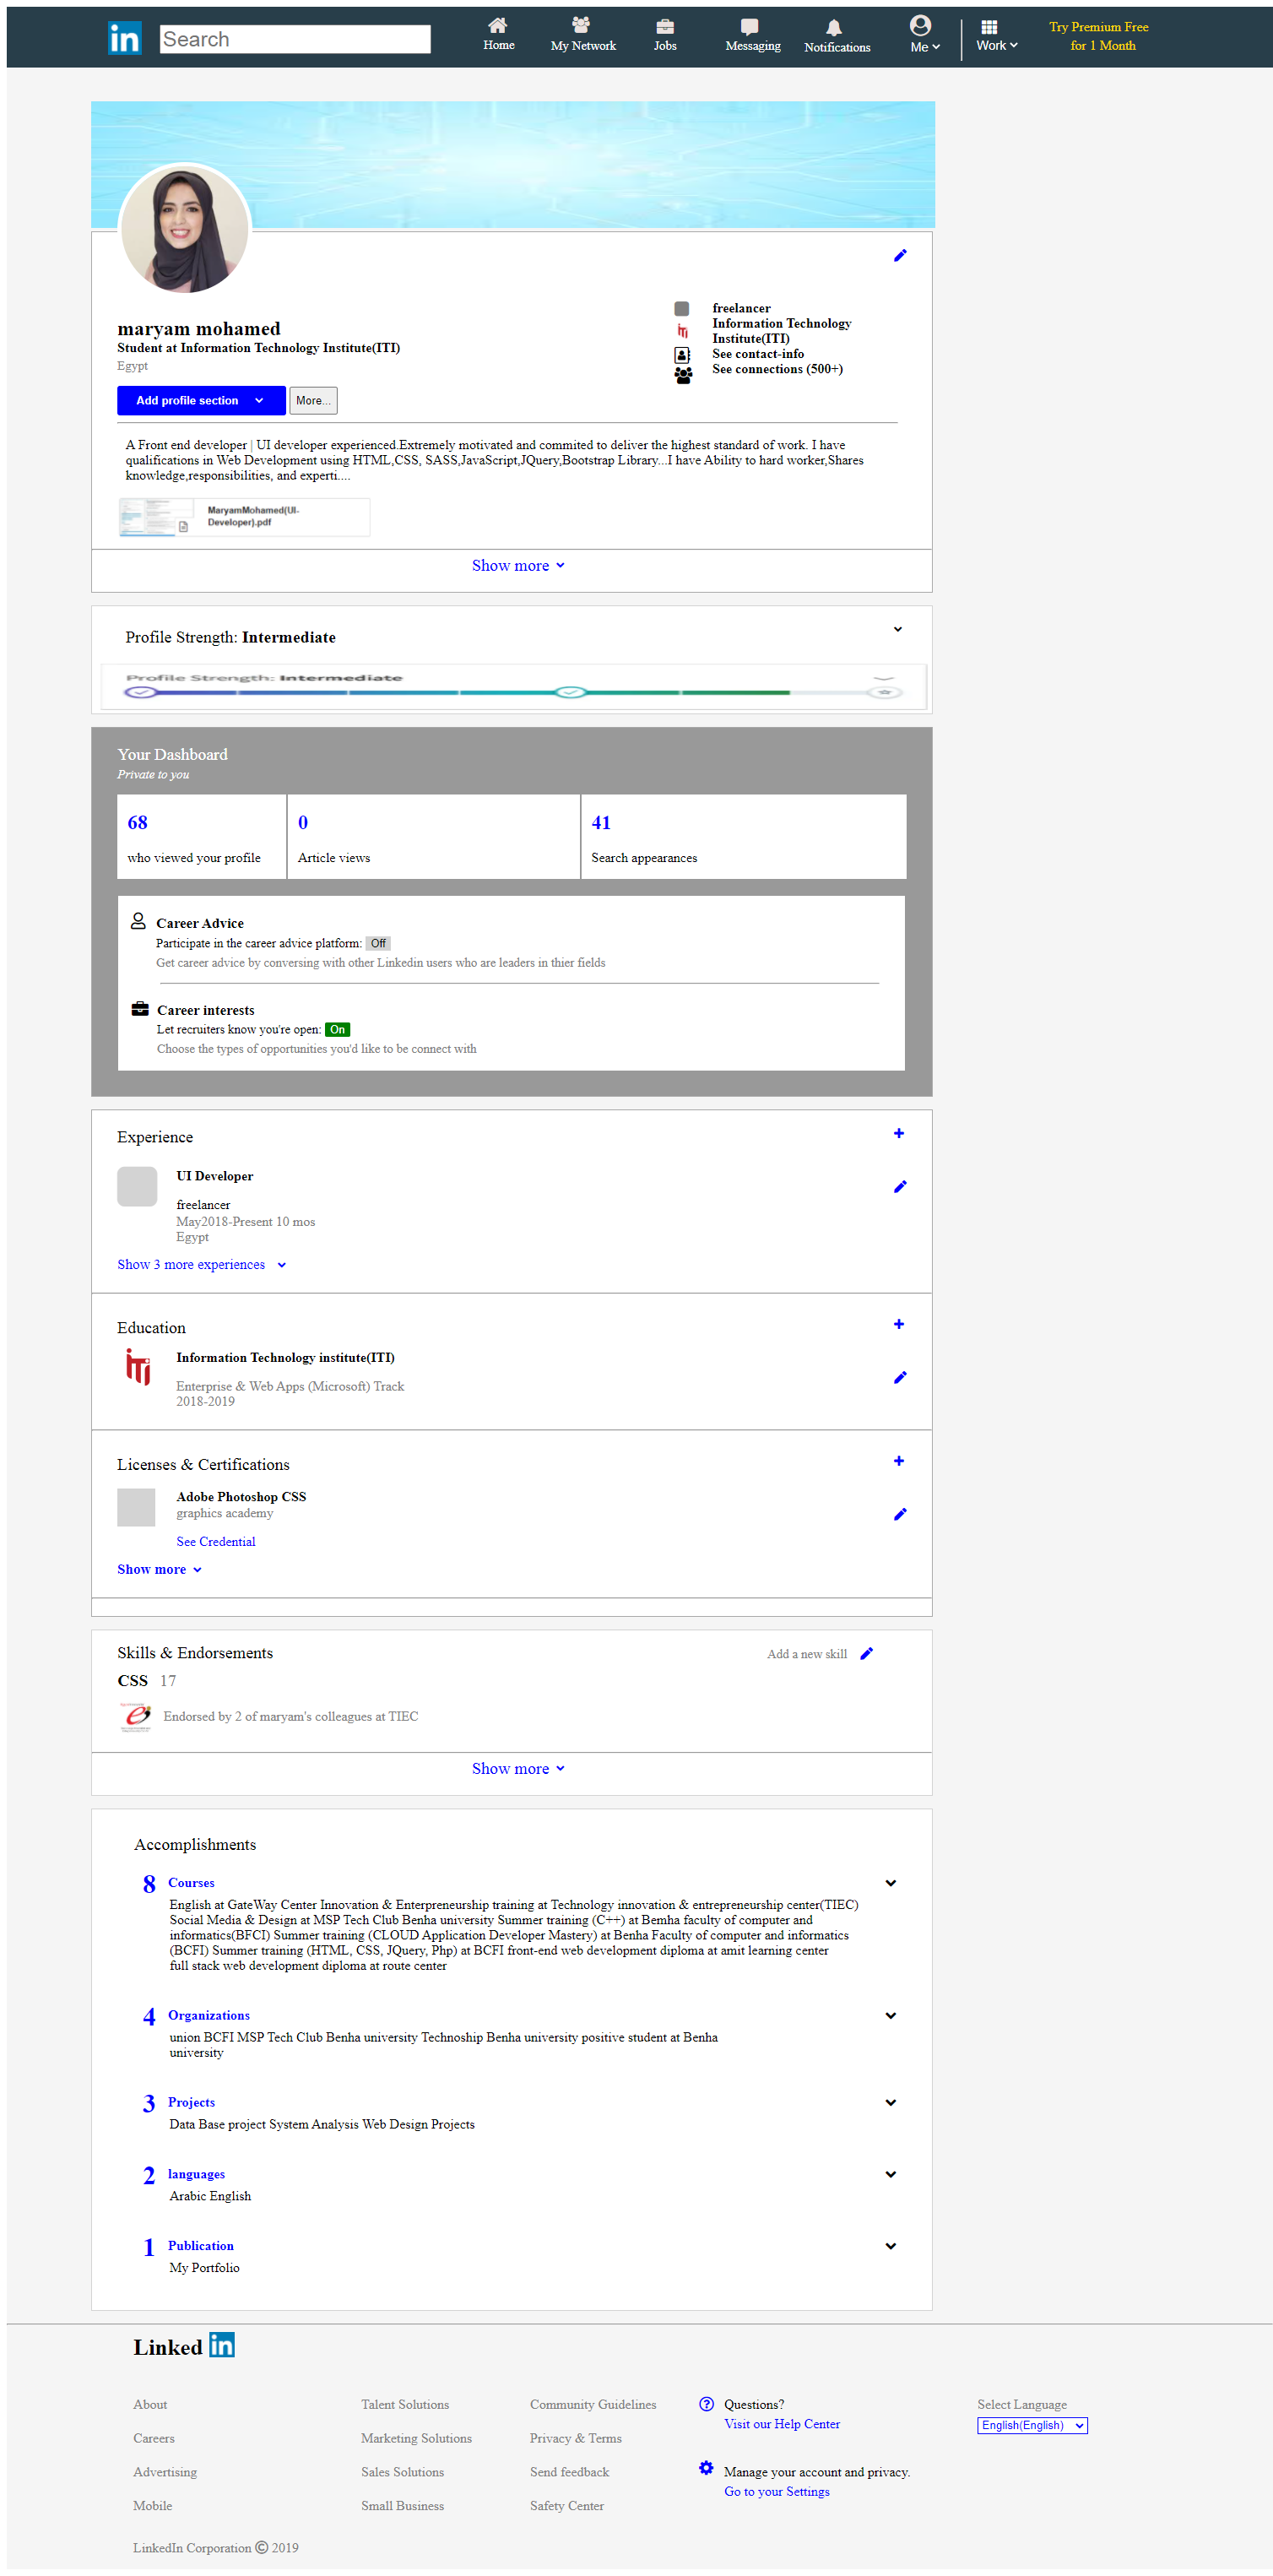 in Search Home My Network Jobs Messaging Notifications Me Work Try Premium Free
for 1 Month
maryam mohamed
Student at Information Technology Institute(ITI)
Egypt
freelancer
Information Technology
Institute(ITI)
See contact-info
See connections (500+)
Add profile section More...
A Front end developer | UI developer experienced.Extremely motivated and commited to deliver the highest standard of work. I have
qualifications in Web Development using HTML,CSS, SASS,JavaScript,JQuery,Bootstrap Library...I have Ability to hard worker,Shares
knowledge,responsibilities, and experti....
MaryamMohamed(UI-
Developer).pdf
Show more
Profile Strength: Intermediate
Profile Strength: Intermediate
Your Dashboard
Private to you
68 0 41
who viewed your profile Article views Search appearances
Career Advice
Participate in the career advice platform: Off
Get career advice by conversing with other Linkedin users who are leaders in thier fields
Career interests
Let recruiters know you're open: On
Choose the types of opportunities you'd like to be connect with
Experience
UI Developer
freelancer
May2018-Present 10 mos
Egypt
Show 3 more experiences
Education
iTi Information Technology institute(ITI)
Enterprise & Web Apps (Microsoft) Track
2018-2019
Licenses & Certifications
Adobe Photoshop CSS
graphics academy
See Credential
Show more
Skills & Endorsements Add a new skill
CSS 17
Endorsed by 2 of maryam's colleagues at TIEC
Show more
Accomplishments
8 Courses
English at GateWay Center Innovation & Enterpreneurship training at Technology innovation & entrepreneurship center(TIEC)
Social Media & Design at MSP Tech Club Benha university Summer training (C++) at Bemha faculty of computer and
informatics(BFCI) Summer training (CLOUD Application Developer Mastery) at Benha Faculty of computer and informatics
(BCFI) Summer training (HTML, CSS, JQuery, Php) at BCFI front-end web development diploma at amit learning center
full stack web development diploma at route center
4 Organizations
union BCFI MSP Tech Club Benha university Technoship Benha university positive student at Benha
university
3 Projects
Data Base project System Analysis Web Design Projects
2 languages
Arabic English
1 Publication
My Portfolio
Linked in
About Talent Solutions Community Guidelines Questions? Select Language
Visit our Help Center English(English)
Careers Marketing Solutions Privacy & Terms
Advertising Sales Solutions Send feedback Manage your account and privacy.
Go to your Settings
Mobile Small Business Safety Center
LinkedIn Corporation © 2019